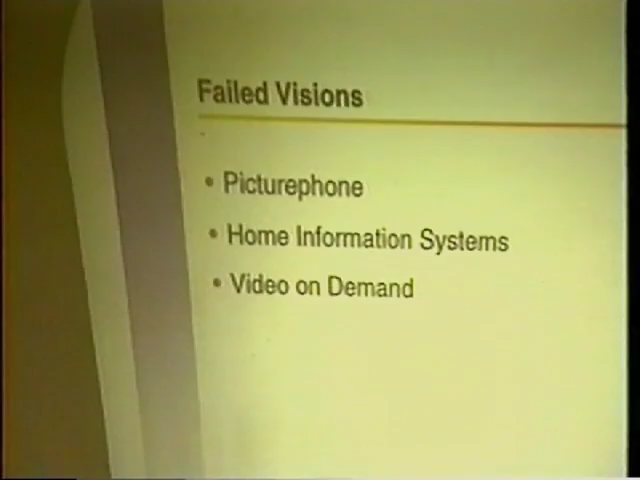 Failed Visions
• Picturephone
• Home Information Systems
• Video on Demand